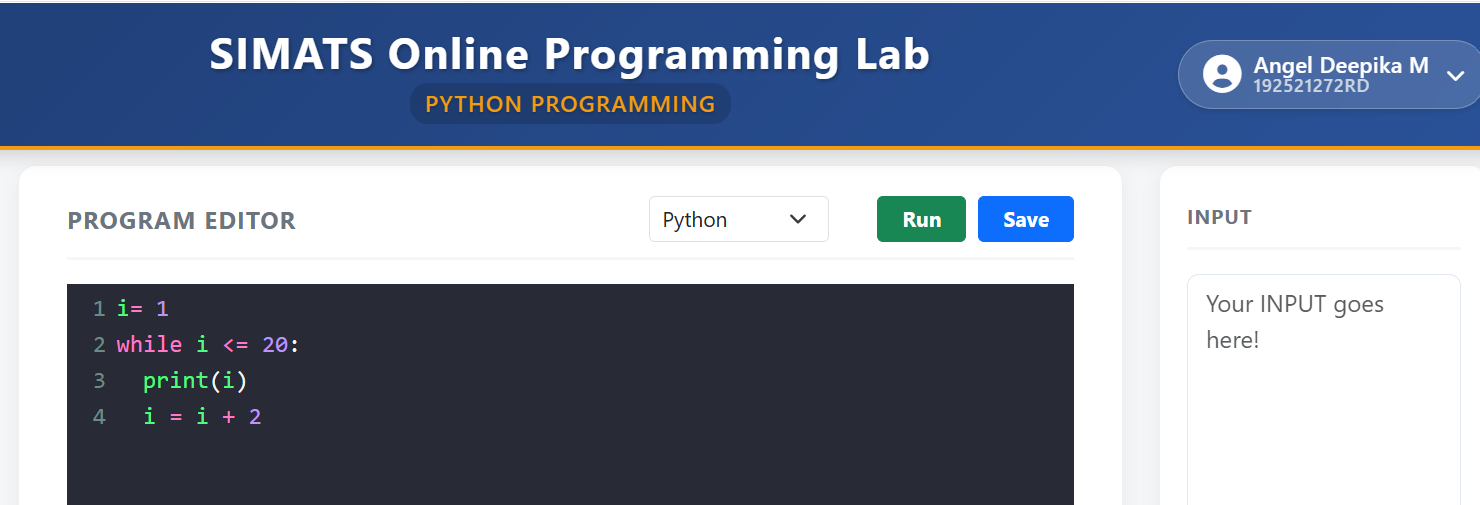 SIMATS Online Programming Lab
PYTHON PROGRAMMING
Angel Deepika M
192521272RD
PROGRAM EDITOR
Python
Run
Save
1 i= 1
2 while i <= 20:
3   print(i)
4   i = i + 2
INPUT
Your INPUT goes
here!